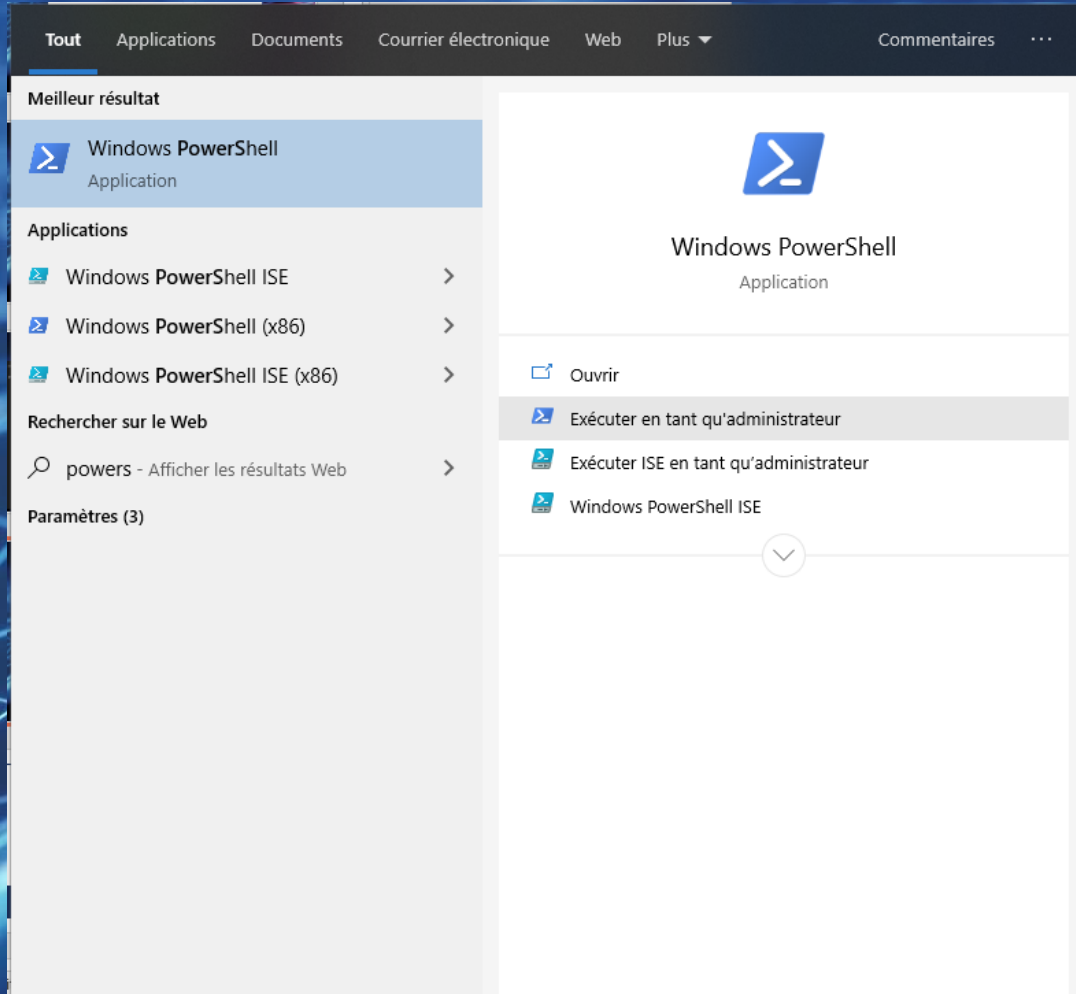 Tout Applications Documents Courrier électronique Web Plus Commentaires ...
Meilleur résultat
Windows PowerShell
Application
Applications
Windows PowerShell ISE
Windows PowerShell (x86)
Windows PowerShell ISE (x86)
Rechercher sur le Web
powers - Afficher les résultats Web
Paramètres (3)
Windows PowerShell
Application
Ouvrir
Exécuter en tant qu'administrateur
Exécuter ISE en tant qu’administrateur
Windows PowerShell ISE